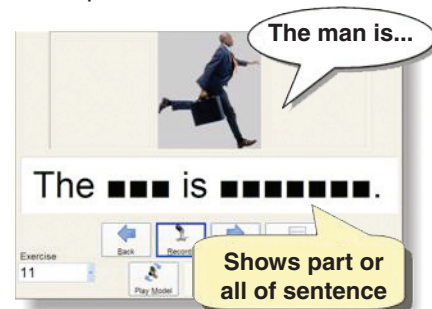 The man is...
The ■■■ is ■■■■■■■.
Back
Record
Exercise
11
Play Model
Shows part or
all of sentence